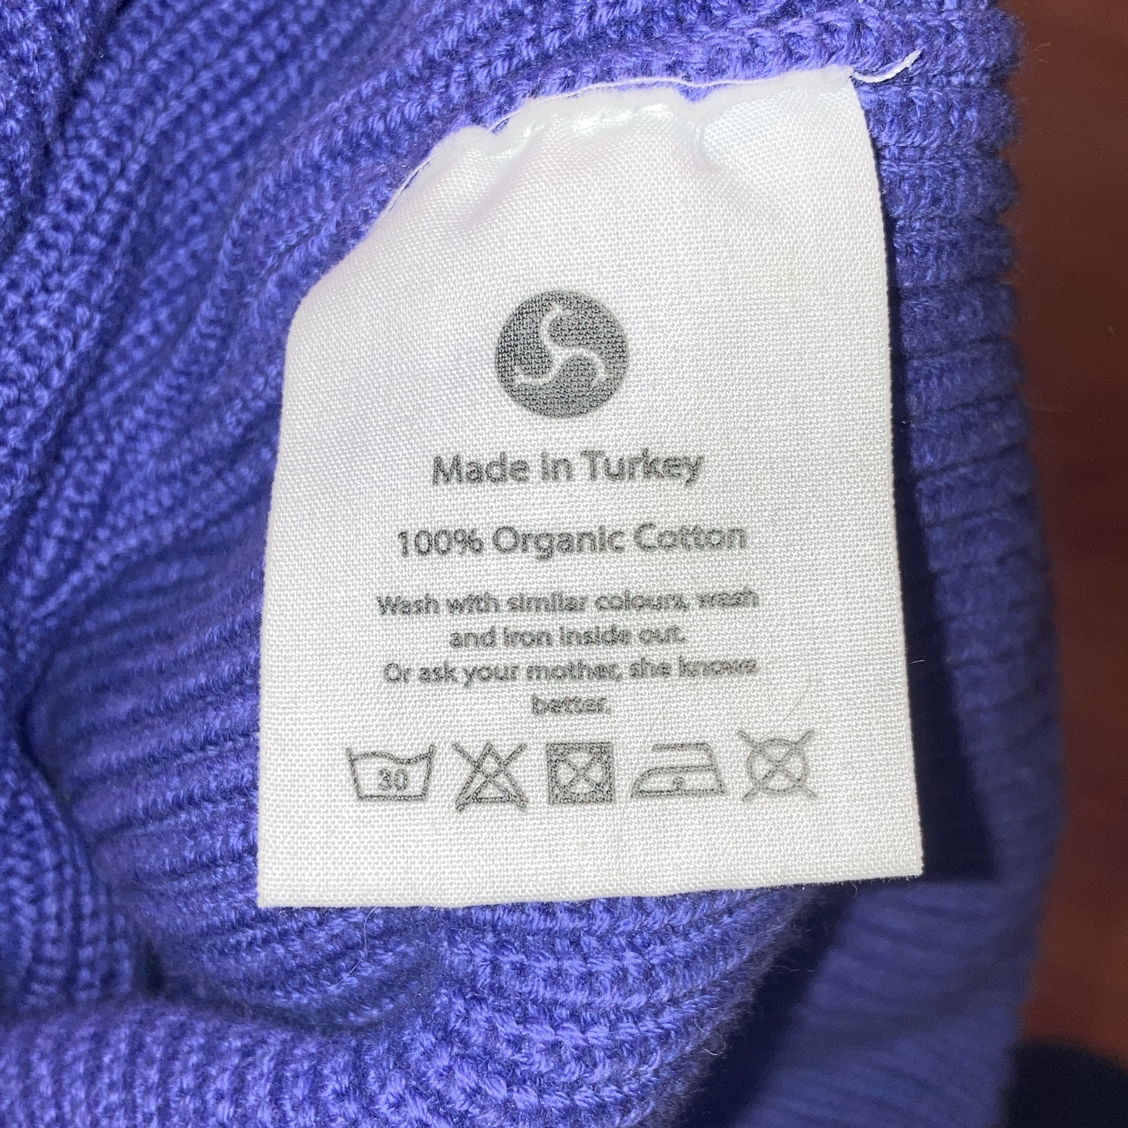 Made in Turkey
100% Organic Cotton
Wash with similar colours, wash
and iron inside out.
Or ask your mother, she knows
better.
30